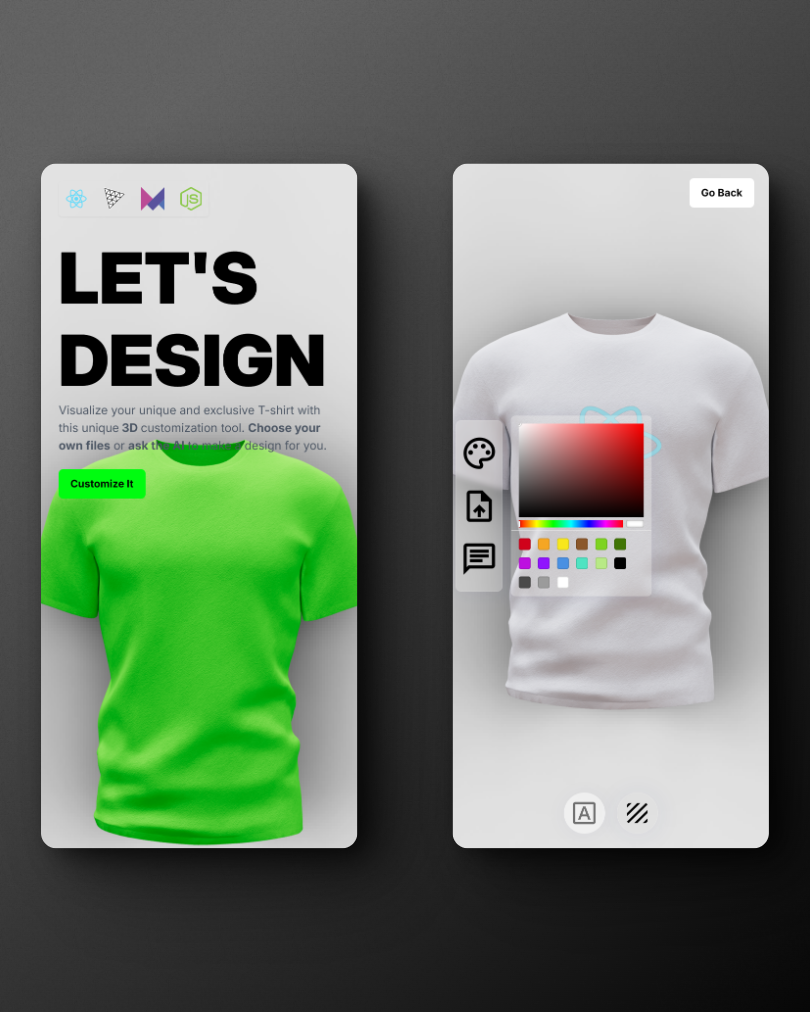 JS
LET'S
DESIGN
Visualize your unique and exclusive T-shirt with
this unique 3D customization tool. Choose your
own files or ask the AI to make a design for you.
Customize It
Go Back
A